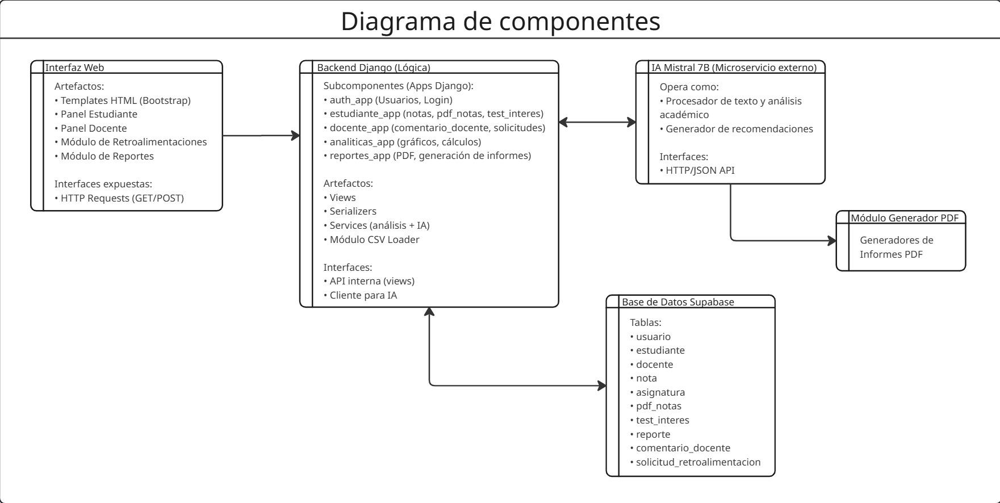 Diagrama de componentes
Interfaz Web
Artefactos:
• Templates HTML (Bootstrap)
• Panel Estudiante
• Panel Docente
• Módulo de Retroalimentaciones
• Módulo de Reportes
Interfaces expuestas:
• HTTP Requests (GET/POST)
Backend Django (Lógica)
Subcomponentes (Apps Django):
• auth_app (Usuarios, Login)
• estudiante_app (notas, pdf_notas, test_interes)
• docente_app (comentario_docente, solicitudes)
• analiticas_app (gráficos, cálculos)
• reportes_app (PDF, generación de informes)
Artefactos:
• Views
• Serializers
• Services (análisis + IA)
• Módulo CSV Loader
Interfaces:
• API interna (views)
• Cliente para IA
IA Mistral 7B (Microservicio externo)
Opera como:
• Procesador de texto y análisis
académico
• Generador de recomendaciones
Interfaces:
• HTTP/JSON API
Módulo Generador PDF
Generadores de
Informes PDF
Base de Datos Supabase
Tablas:
• usuario
• estudiante
• docente
• nota
• asignatura
• pdf_notas
• test_interes
• reporte
• comentario_docente
• solicitud_retroalimentacion